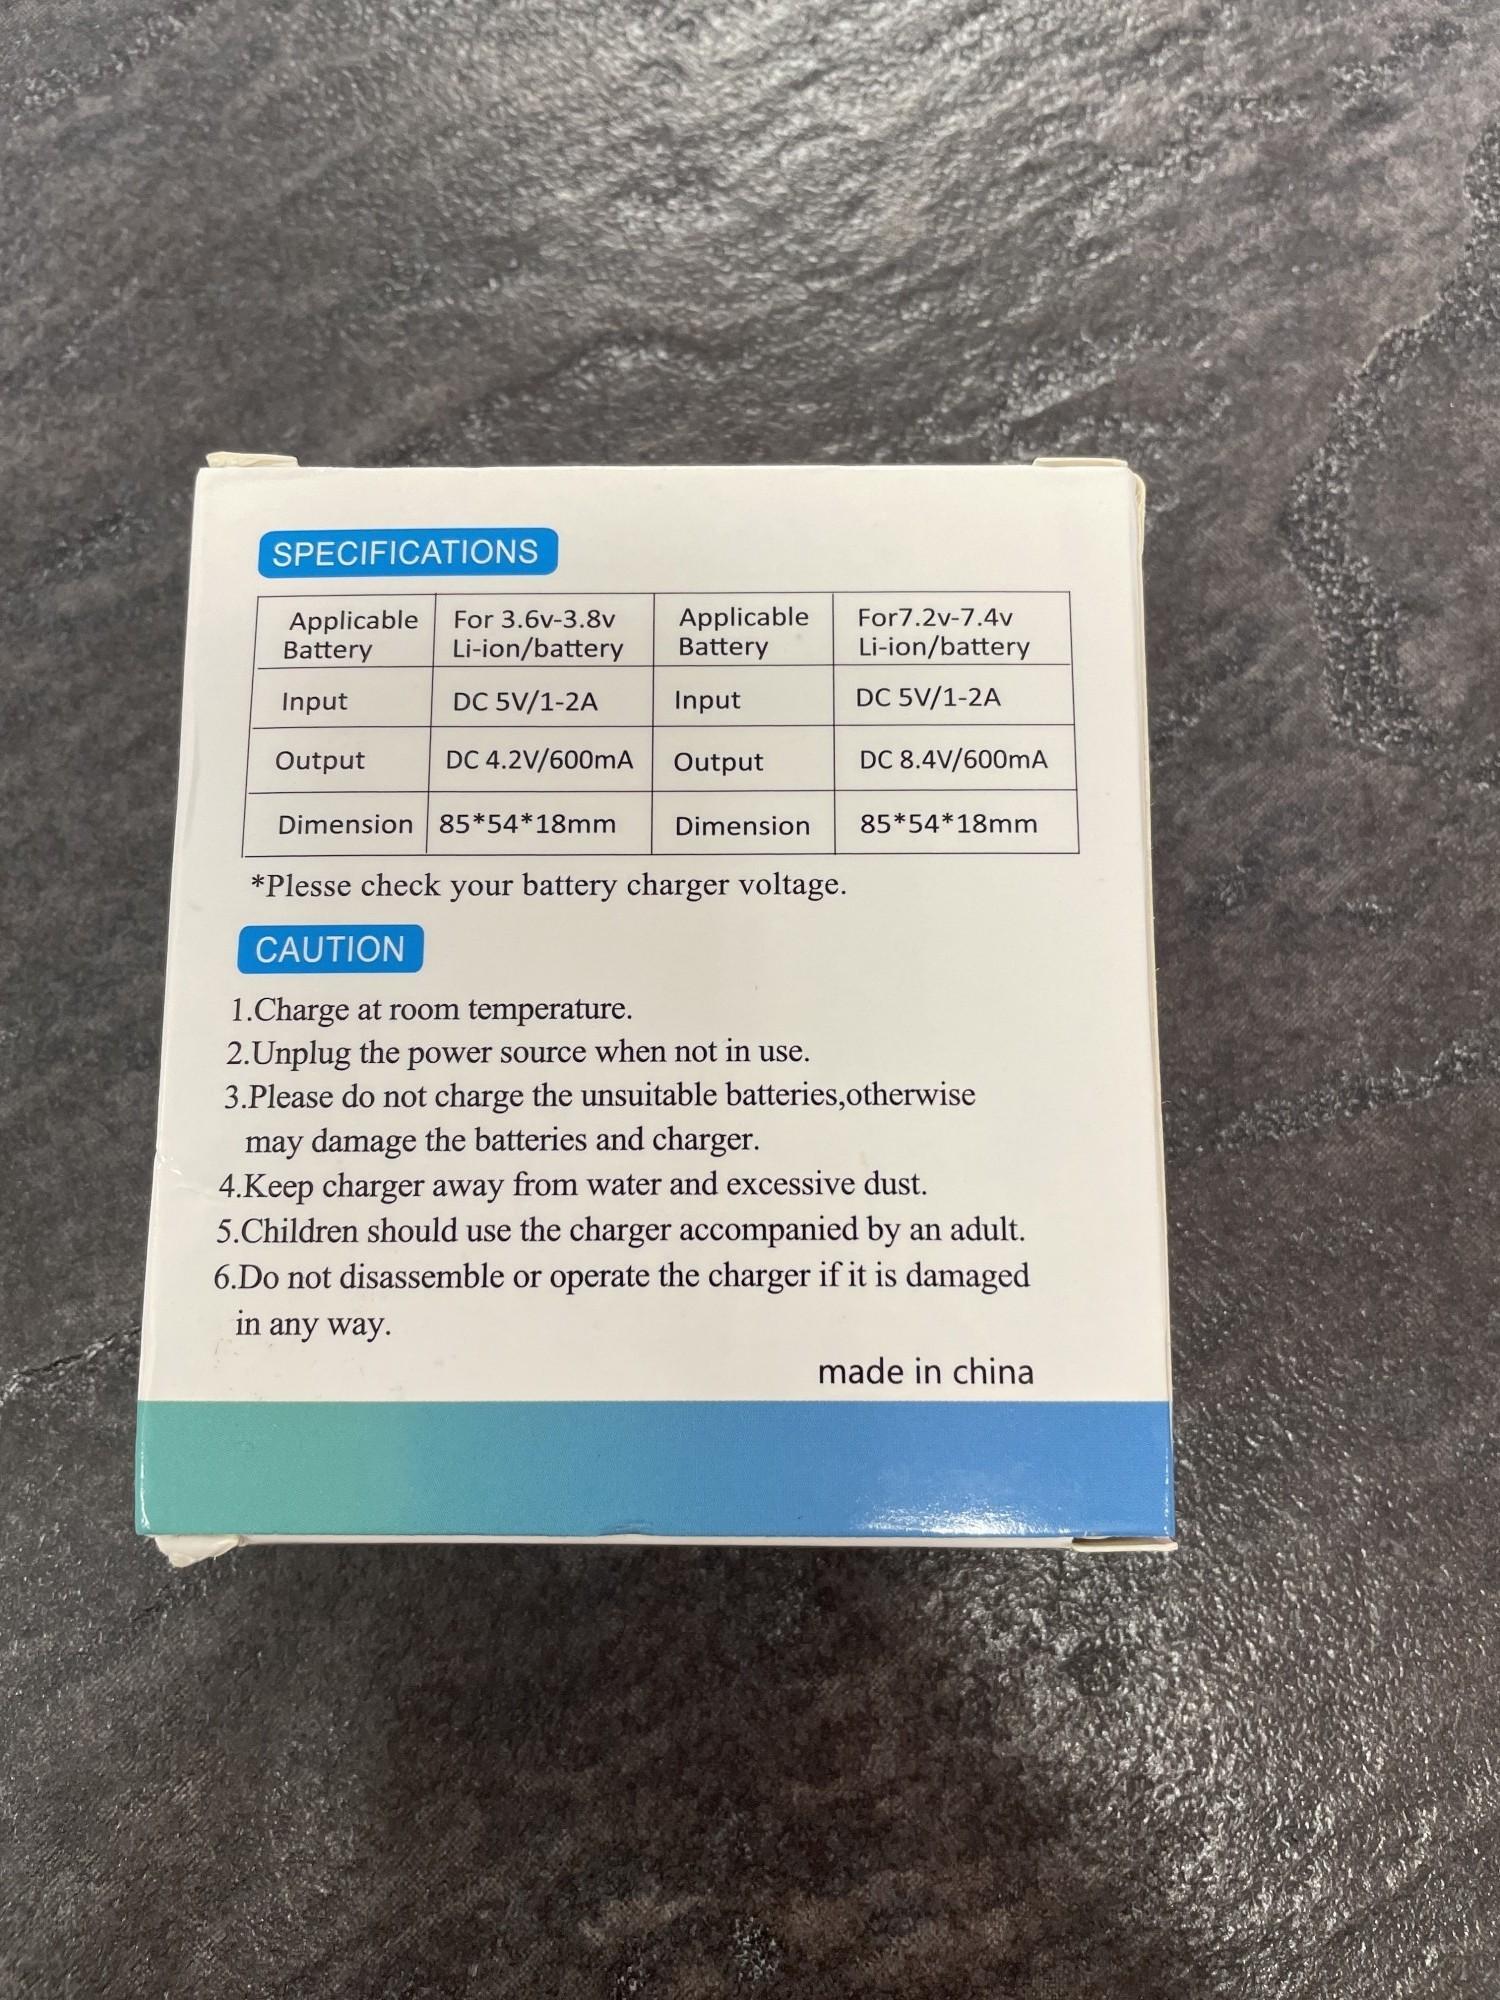 SPECIFICATIONS
Applicable Battery For 3.6v-3.8v Li-ion/battery Applicable Battery For7.2v-7.4v Li-ion/battery
Input DC 5V/1-2A Input DC 5V/1-2A
Output DC 4.2V/600mA Output DC 8.4V/600mA
Dimension 85*54*18mm Dimension 85*54*18mm
*Plesse check your battery charger voltage.
CAUTION
1.Charge at room temperature.
2.Unplug the power source when not in use.
3.Please do not charge the unsuitable batteries,otherwise
may damage the batteries and charger.
4.Keep charger away from water and excessive dust.
5.Children should use the charger accompanied by an adult.
6.Do not disassemble or operate the charger if it is damaged
in any way.
made in china